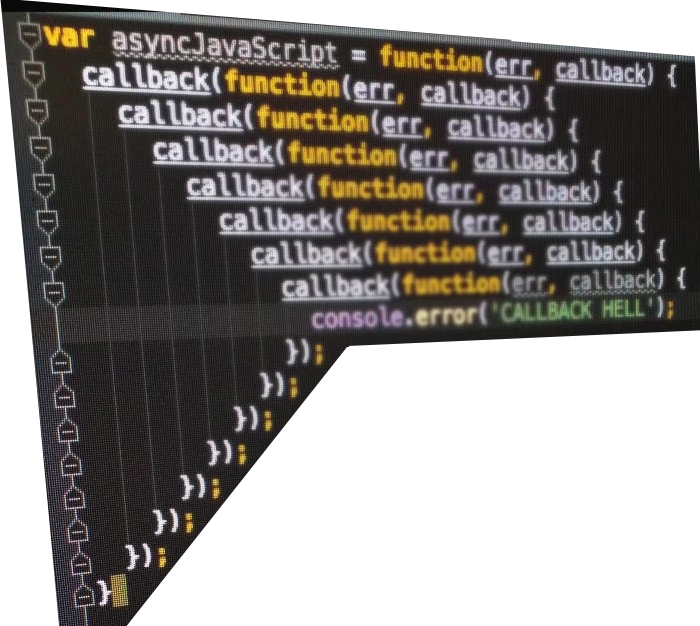 var asyncJavaScript = function(err, callback) {
callback(function(err, callback) {
callback(function(err, callback) {
callback(function(err, callback) {
callback(function(err, callback) {
callback(function(err, callback) {
callback(function(err, callback) {
callback(function(err, callback) {
console.error('CALLBACK HELL');
});
});
});
});
});
});
});
}